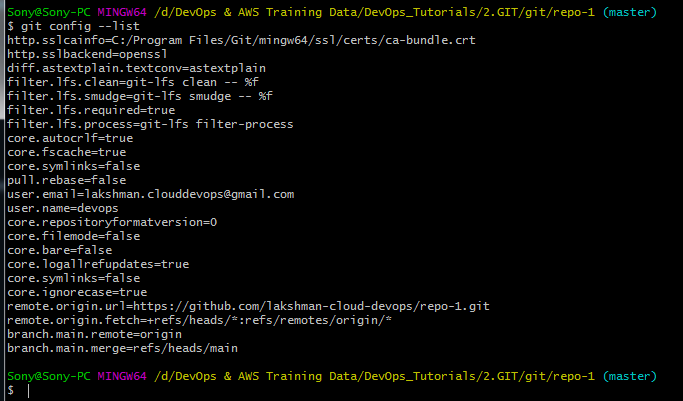 Sony@Sony-PC MINGW64 /d/DevOps & AWS Training Data/DevOps_Tutorials/2.GIT/git/repo-1 (master)
$ git config --list
http.sslcainfo=C:/Program Files/Git/mingw64/ssl/certs/ca-bundle.crt
http.sslbackend=openssl
diff.astextplain.textconv=astextplain
filter.lfs.clean=git-lfs clean -- %f
filter.lfs.smudge=git-lfs smudge -- %f
filter.lfs.required=true
filter.lfs.process=git-lfs filter-process
core.autocrlf=true
core.fscache=true
core.symlinks=false
pull.rebase=false
user.email=lakshman.clouddevops@gmail.com
user.name=devops
core.repositoryformatversion=0
core.filemode=false
core.bare=false
core.logallrefupdates=true
core.symlinks=false
core.ignorecase=true
remote.origin.url=https://github.com/lakshman-cloud-devops/repo-1.git
remote.origin.fetch=+refs/heads/*:refs/remotes/origin/*
branch.main.remote=origin
branch.main.merge=refs/heads/main
Sony@Sony-PC MINGW64 /d/DevOps & AWS Training Data/DevOps_Tutorials/2.GIT/git/repo-1 (master)
$